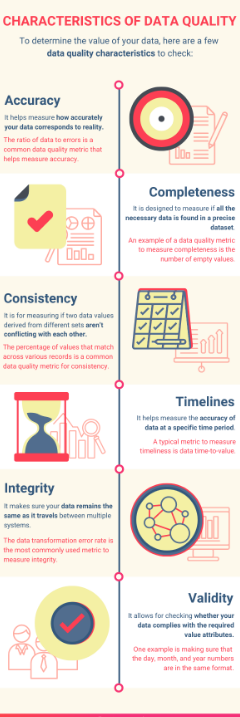 CHARACTERISTICS OF DATA QUALITY
To determine the value of your data, here are a few
data quality characteristics to check:
Accuracy
It helps measure how accurately
your data corresponds to reality.
The ratio of data to errors is a
common data quality metric that
helps measure accuracy.
Completeness
It is designed to measure if all the
necessary data is found in a precise
dataset.
An example of a data quality metric
to measure completeness is the
number of empty values.
Consistency
It is for measuring if two data values
derived from different sets aren't
conflicting with each other.
The percentage of values that match
across various records is a common
data quality metric for consistency.
Timelines
It helps measure the accuracy of
data at a specific time period.
A typical metric to measure
timeliness is data time-to-value.
Integrity
It makes sure your data remains the
same as it travels between multiple
systems.
The data transformation error rate is
the most commonly used metric to
measure integrity.
Validity
It allows for checking whether your
data complies with the required
value attributes.
One example is making sure that
the day, month, and year numbers
are in the same format.